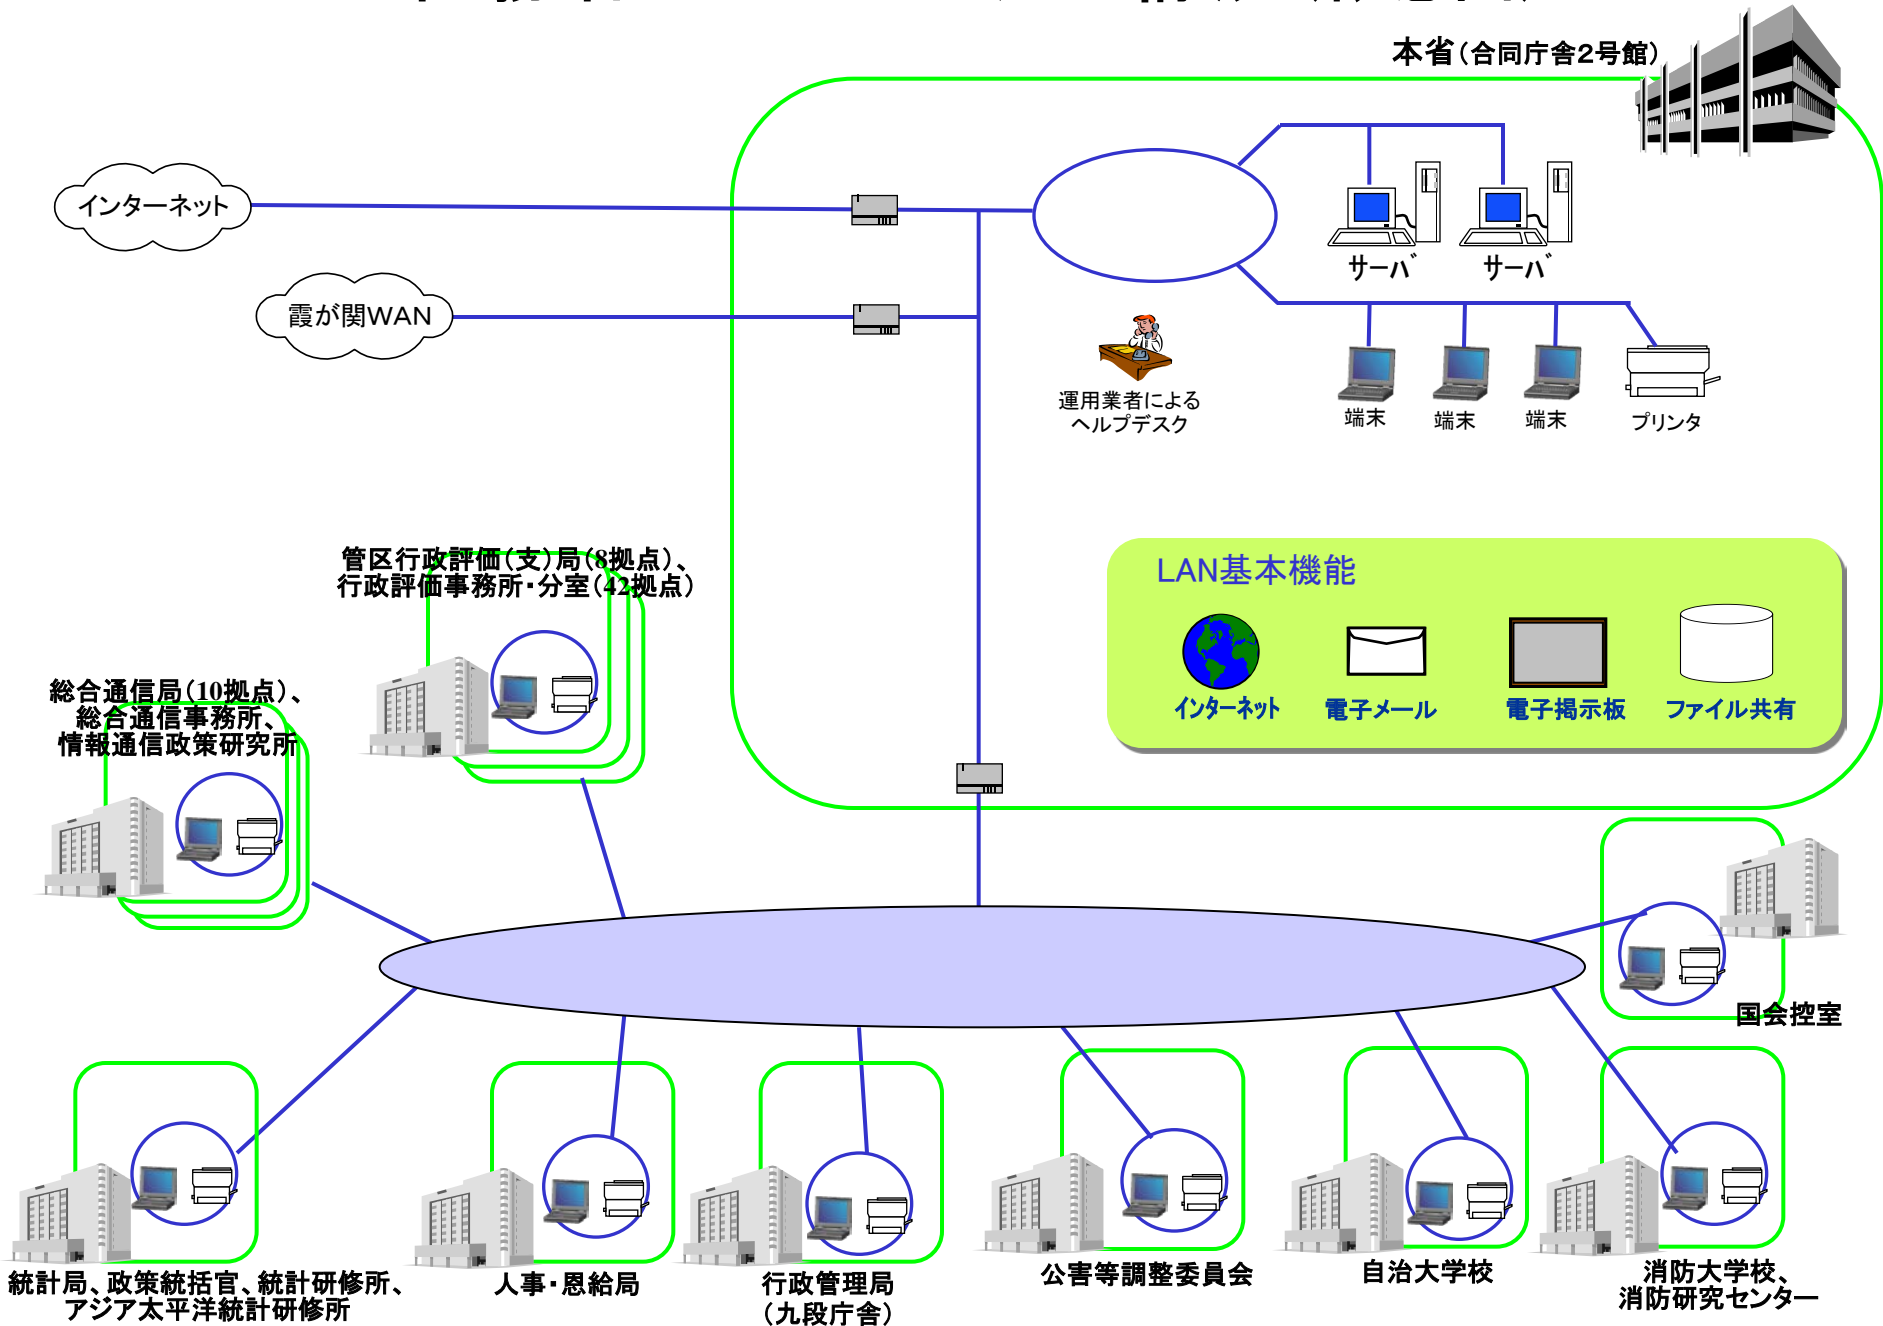 本省（合同庁舎2号館）
インターネット
霞が関WAN
サーバ
サーバ
運用業者による
ヘルプデスク
端末
端末
端末
プリンタ
管区行政評価（支）局（8拠点）、
行政評価事務所・分室（42拠点）
LAN基本機能
インターネット
電子メール
電子掲示板
ファイル共有
総合通信局（10拠点）、
総合通信事務所、
情報通信政策研究所
国会控室
統計局、政策統括官、統計研修所、
アジア太平洋統計研修所
人事・恩給局
行政管理局
（九段庁舎）
公害等調整委員会
自治大学校
消防大学校、
消防研究センター